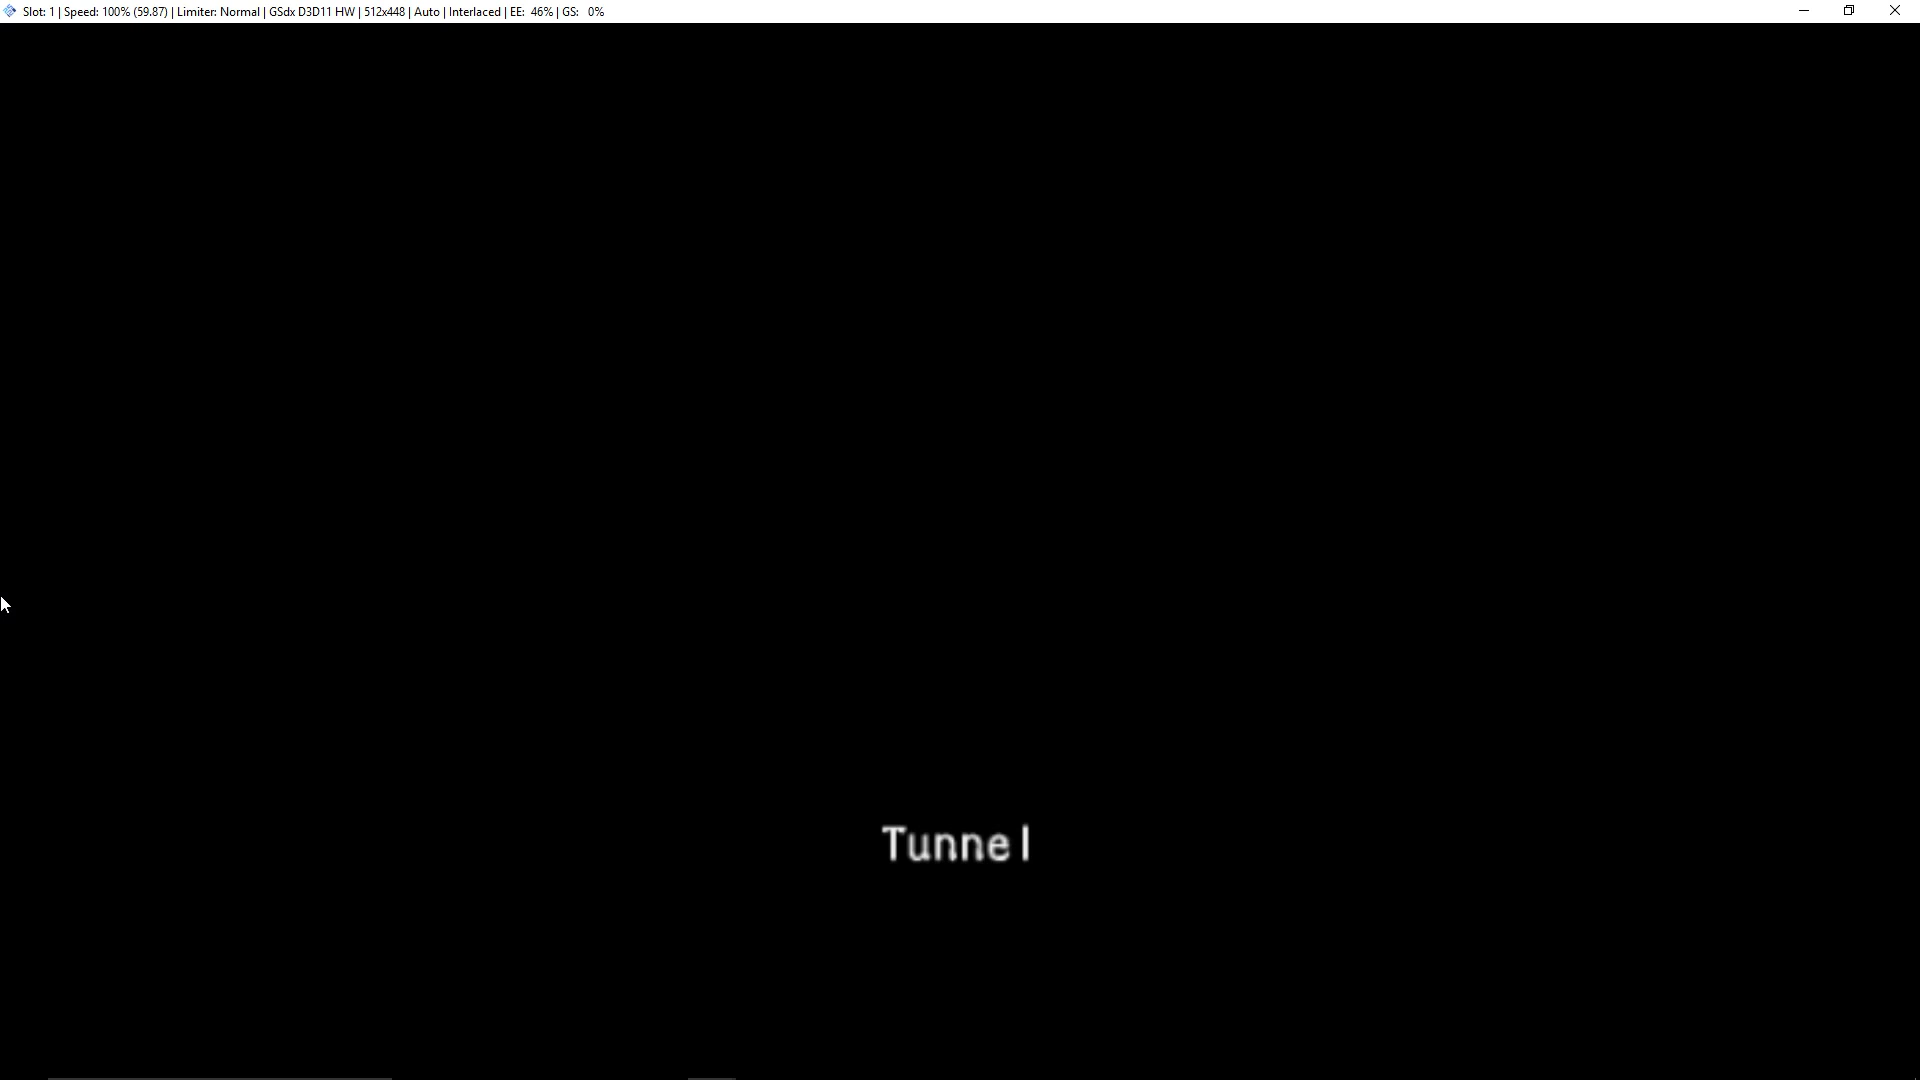 Slot: 1 | Speed: 100% (59.87) | Limiter: Normal | GSdx D3D11 HW | 512x448 | Auto | Interlaced | EE: 46% | GS: 0%
Tunnel